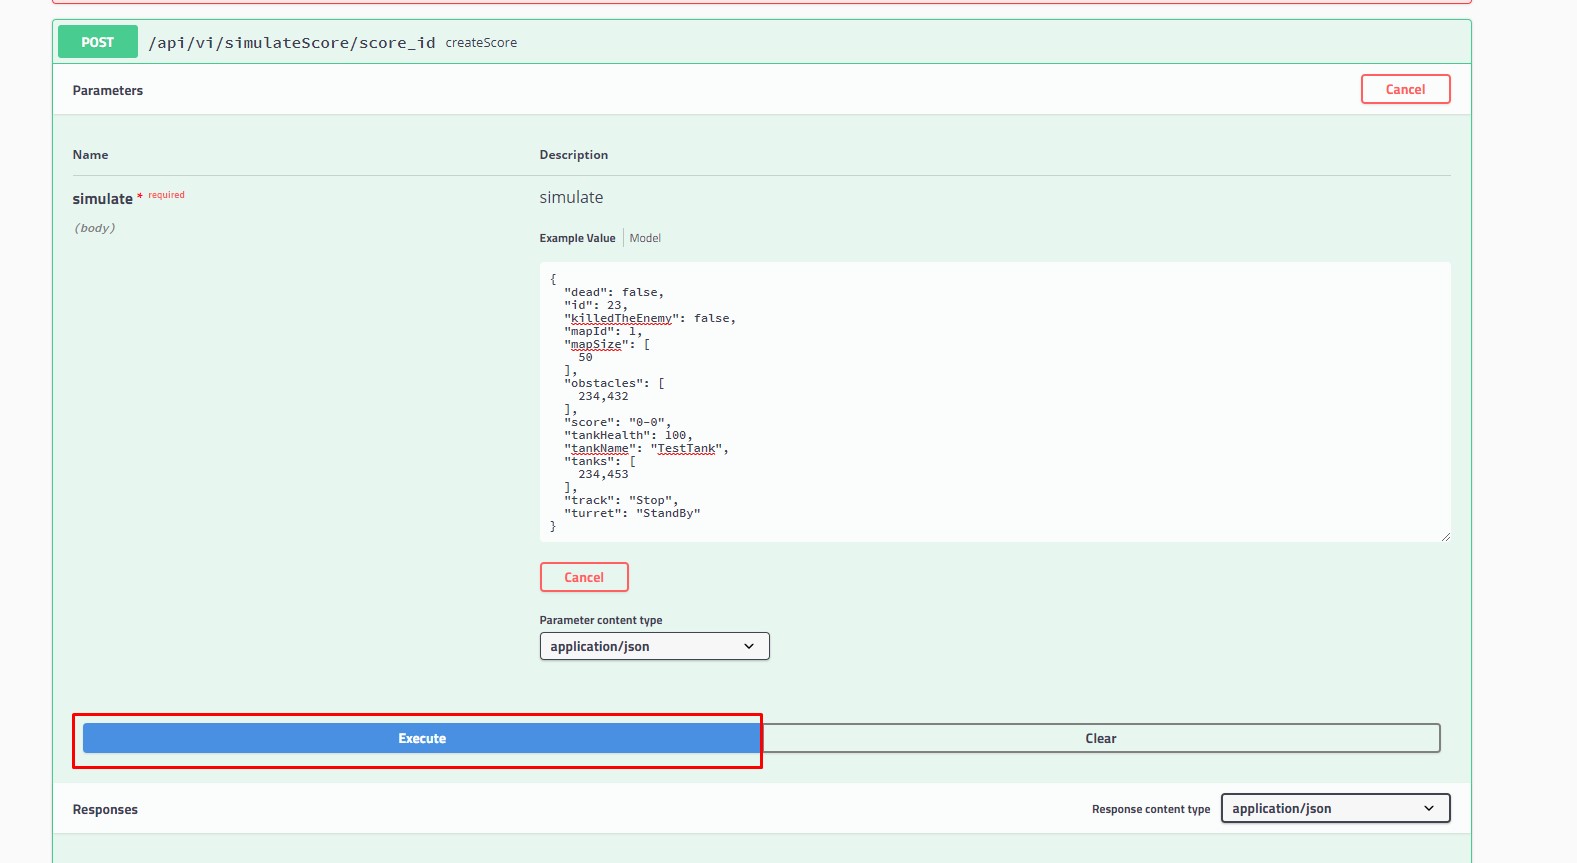 POST /api/vi/simulateScore/score_id createScore
Parameters Cancel
Name Description
simulate * required simulate
(body)
Example Value Model
{
"dead": false,
"id": 23,
"killedTheEnemy": false,
"mapId": 1,
"mapSize": [
50
],
"obstacles": [
234,432
],
"score": "0-0",
"tankHealth": 100,
"tankName": "TestTank",
"tanks": [
234,453
],
"track": "Stop",
"turret": "StandBy"
}
Cancel
Parameter content type
application/json
Execute Clear
Responses Response content type application/json